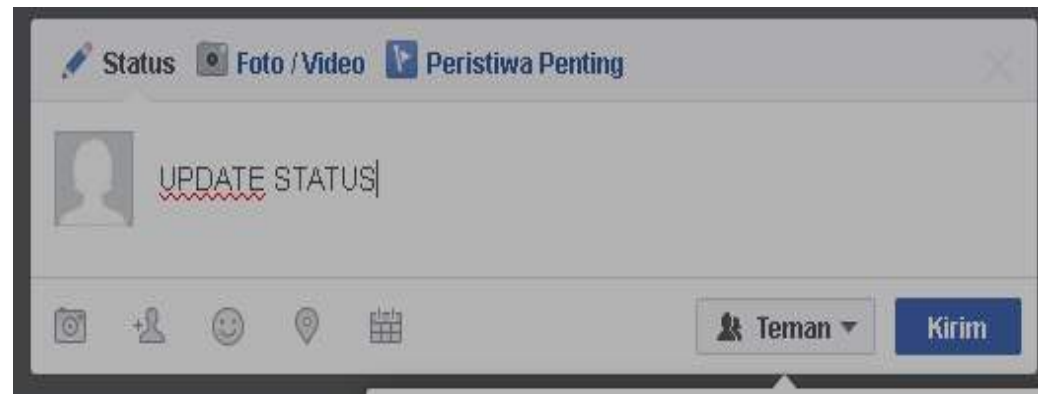 Status Foto / Video Peristiwa Penting
UPDATE STATUS
Teman Kirim